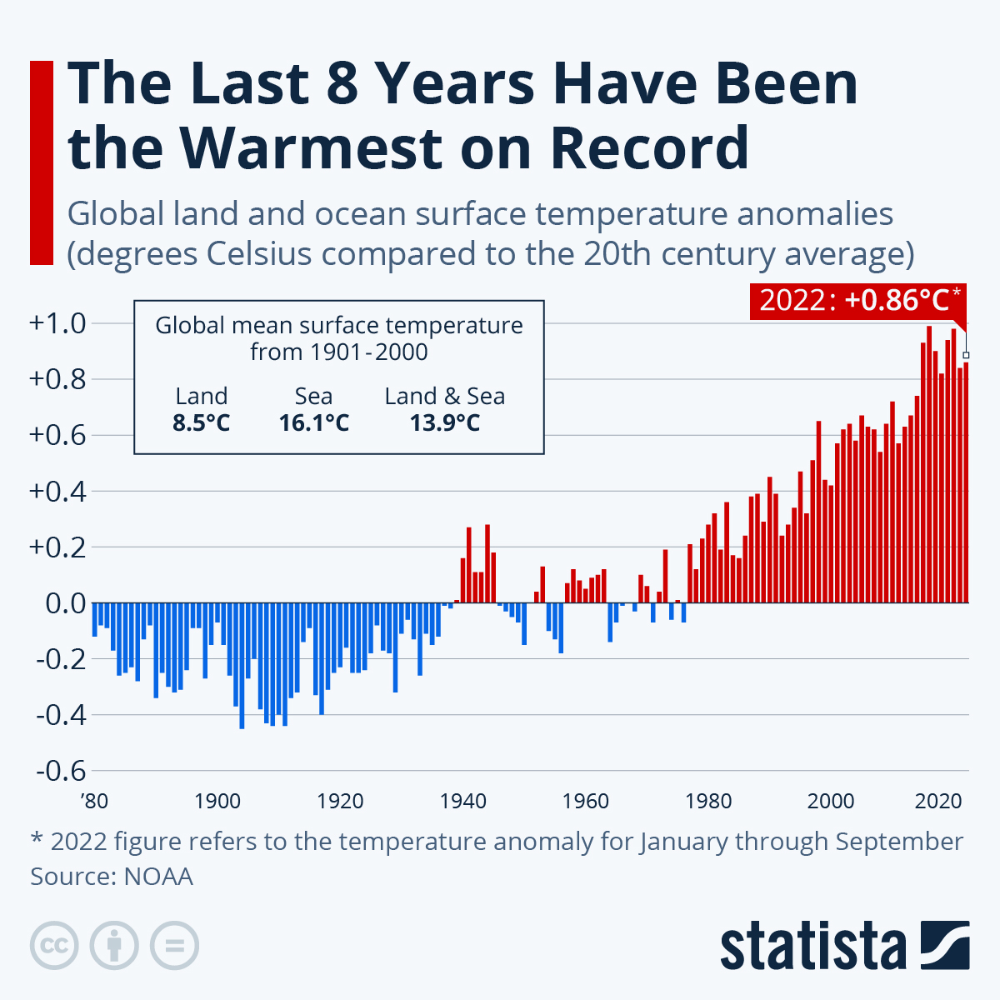 The Last 8 Years Have Been
the Warmest on Record
Global land and ocean surface temperature anomalies
(degrees Celsius compared to the 20th century average)
2022: +0.86°C*
Global mean surface temperature
from 1901-2000
Land Sea Land & Sea
8.5°C 16.1°C 13.9°C
+1.0
+0.8
+0.6
+0.4
+0.2
0.0
-0.2
-0.4
-0.6
’80 1900 1920 1940 1960 1980 2000 2020
* 2022 figure refers to the temperature anomaly for January through September
Source: NOAA
cc
statista